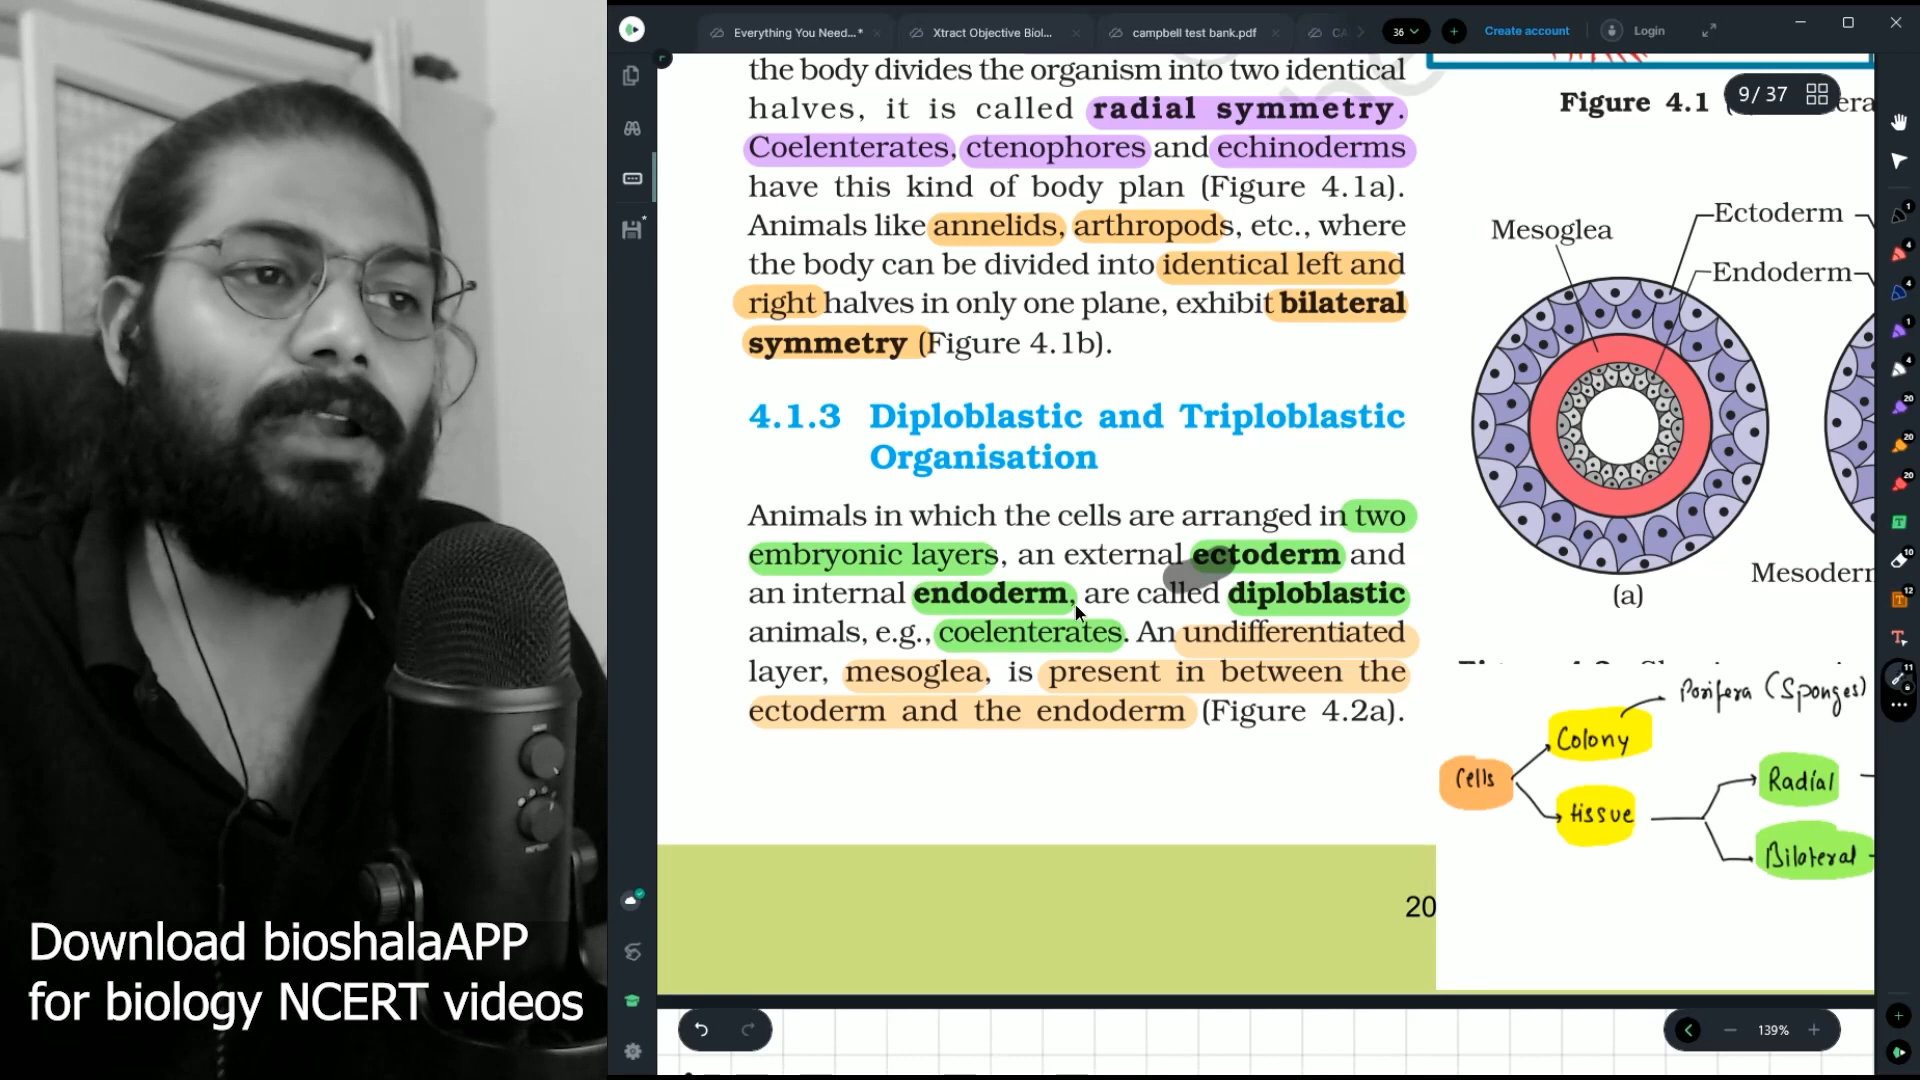 Everything You Need...*
Xtract Objective Biol...
campbell test bank.pdf
CA
36
Create account
Login
9/ 37
the body divides the organism into two identical
halves, it is called radial symmetry.
Coelenterates, ctenophores and echinoderms
have this kind of body plan (Figure 4.1a).
Animals like annelids, arthropods, etc., where
the body can be divided into identical left and
right halves in only one plane, exhibit bilateral
symmetry (Figure 4.1b).
4.1.3 Diploblastic and Triploblastic
Organisation
Animals in which the cells are arranged in two
embryonic layers, an external ectoderm and
an internal endoderm, are called diploblastic
animals, e.g., coelenterates. An undifferentiated
layer, mesoglea, is present in between the
ectoderm and the endoderm (Figure 4.2a).
20
Figure 4.1
Mesoglea
Ectoderm
Endoderm
(a)
Mesoderm
Porifera (Sponges)
Colony
Cells
tissue
Radial
Bilateral
139%
Download bioshalaAPP
for biology NCERT videos